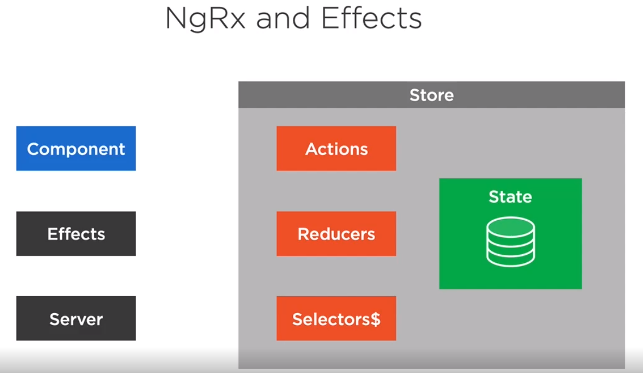 NgRx and Effects
Store
Component
Actions
State
Effects
Reducers
Server
Selectors$